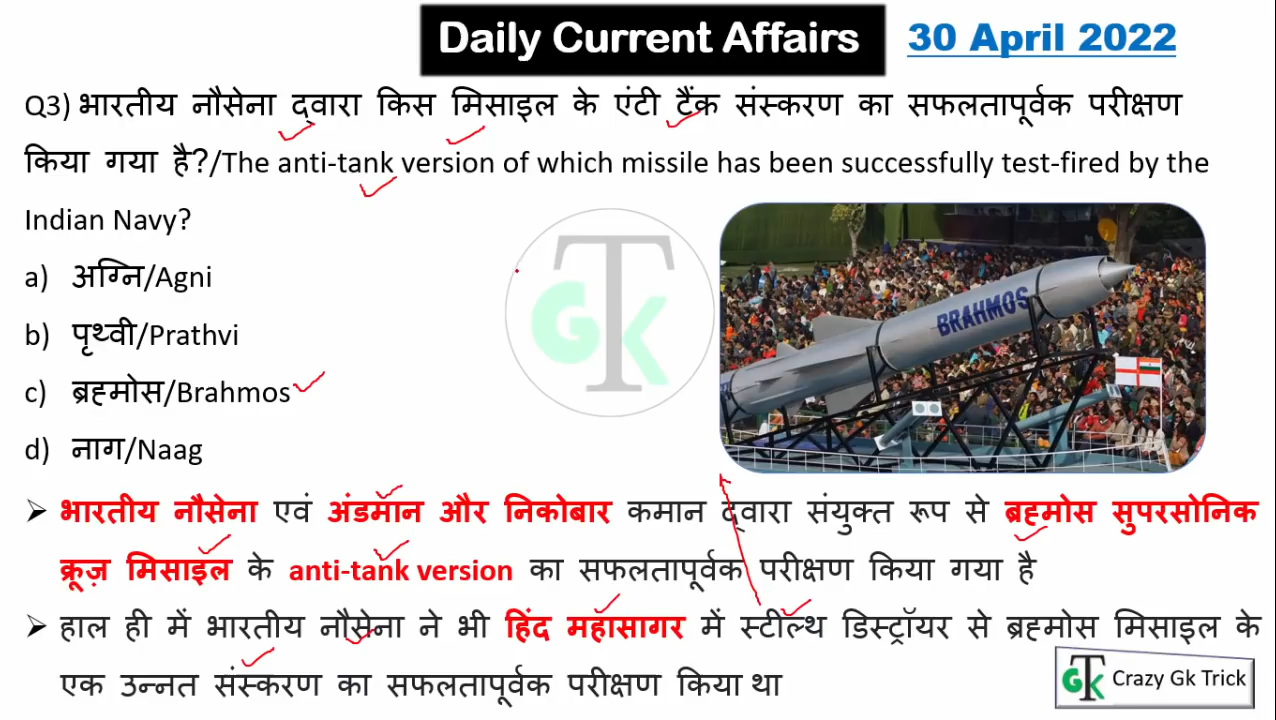 Daily Current Affairs
30 April 2022
Q3) भारतीय नौसेना द्वारा किस मिसाइल के एंटी टैंक संस्करण का सफलतापूर्वक परीक्षण
किया गया है?/The anti-tank version of which missile has been successfully test-fired by the
Indian Navy?
a) अग्नि/Agni
b) पृथ्वी/Prathvi
c) ब्रह्मोस/Brahmos
d) नाग/Naag
TGK
BRAHMOS
➢ भारतीय नौसेना एवं अंडमान और निकोबार कमान द्वारा संयुक्त रूप से ब्रह्मोस सुपरसोनिक
क्रूज़ मिसाइल के anti-tank version का सफलतापूर्वक परीक्षण किया गया है
➢ हाल ही में भारतीय नौसेना ने भी हिंद महासागर में स्टील्थ डिस्ट्रॉयर से ब्रह्मोस मिसाइल के
एक उन्नत संस्करण का सफलतापूर्वक परीक्षण किया था
TGK Crazy Gk Trick